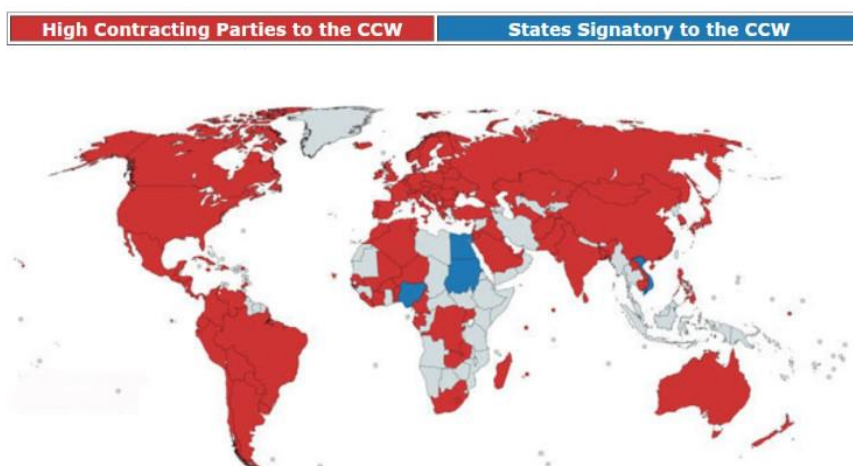 High Contracting Parties to the CCW
States Signatory to the CCW